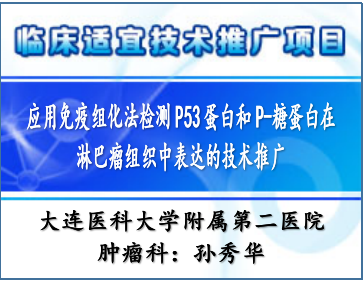 临床适宜技术推广项目
应用免疫组化法检测P53蛋白和P-糖蛋白在
淋巴瘤组织中表达的技术推广
大连医科大学附属第二医院
肿瘤科：孙秀华